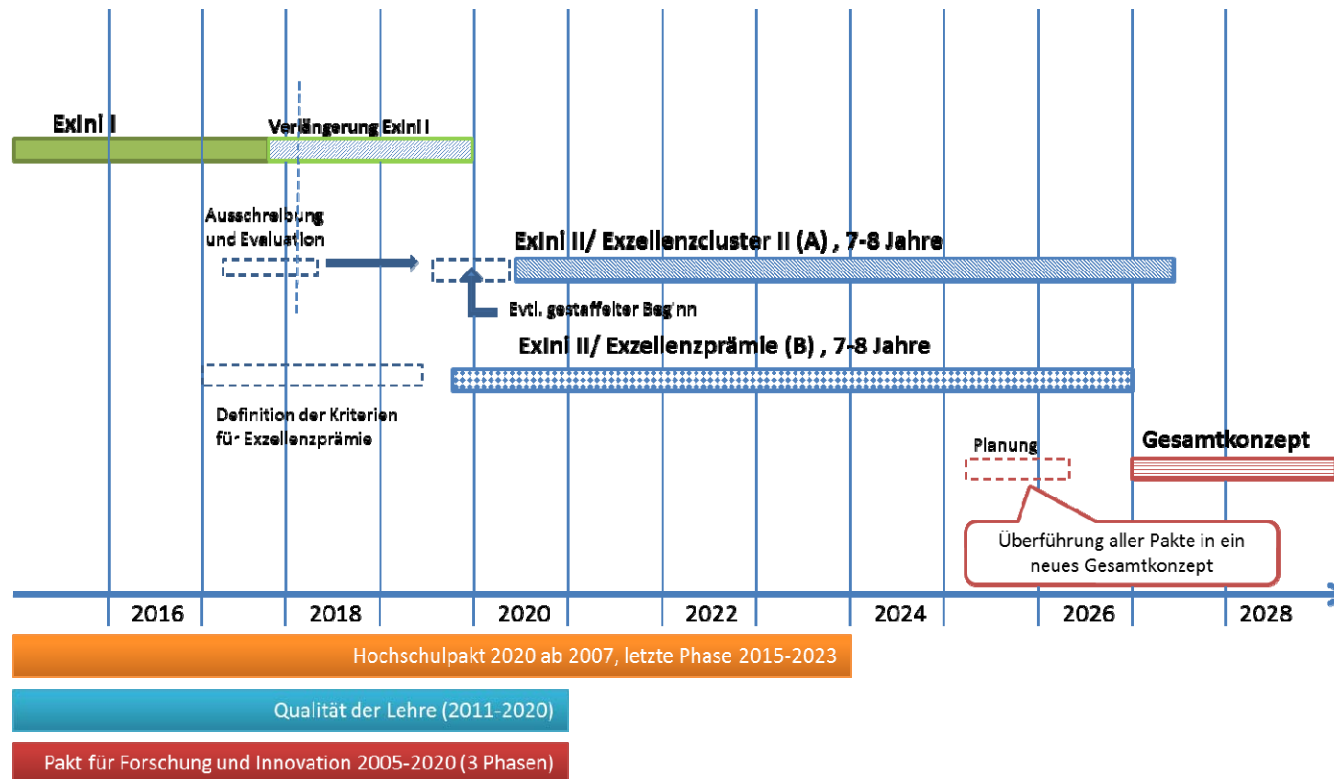 ExIni I
Verlängerung ExIni I
Ausschreibung
und Evaluation
ExIni II/ Exzellenzcluster II (A) , 7-8 Jahre
Evtl. gestaffelter Beginn
ExIni II/ Exzellenzprämie (B) , 7-8 Jahre
Definition der Kriterien
für Exzellenzprämie
Planung
Gesamtkonzept
Überführung aller Pakte in ein
neues Gesamtkonzept
2016 2018 2020 2022 2024 2026 2028
Hochschulpakt 2020 ab 2007, letzte Phase 2015-2023
Qualität der Lehre (2011-2020)
Pakt für Forschung und Innovation 2005-2020 (3 Phasen)